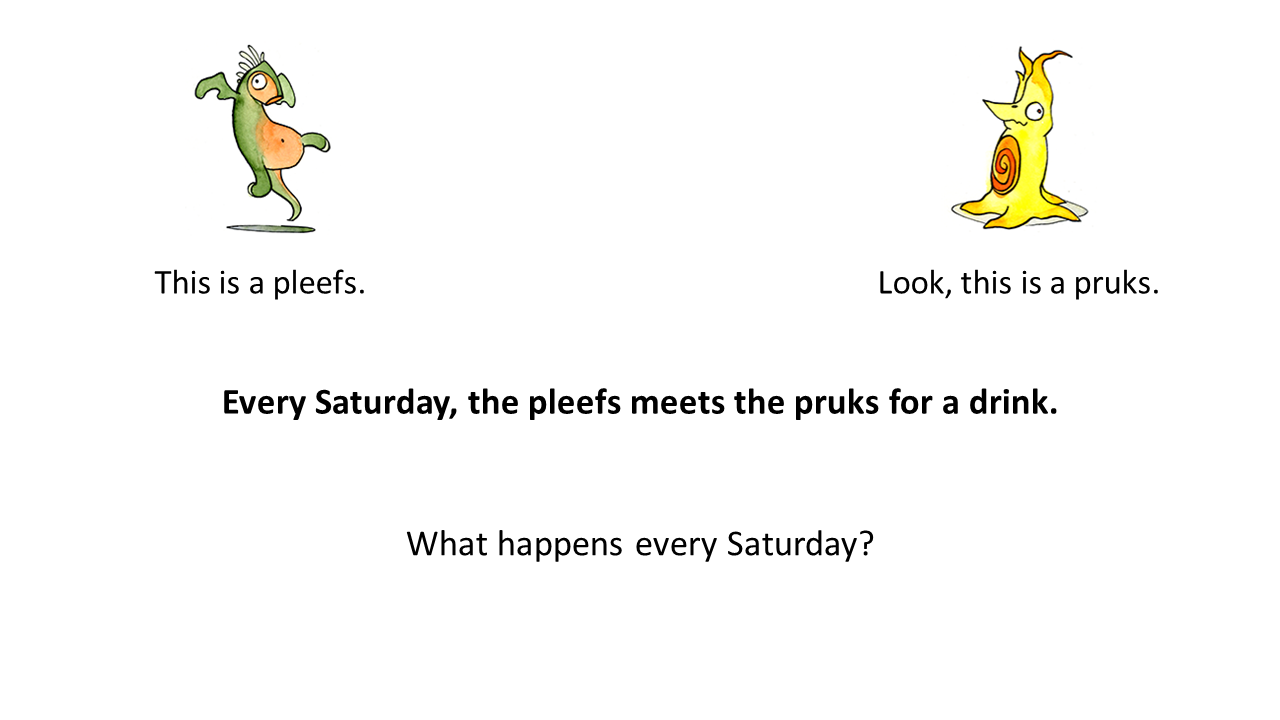 This is a pleefs.
Look, this is a pruks.
Every Saturday, the pleefs meets the pruks for a drink.
What happens every Saturday?